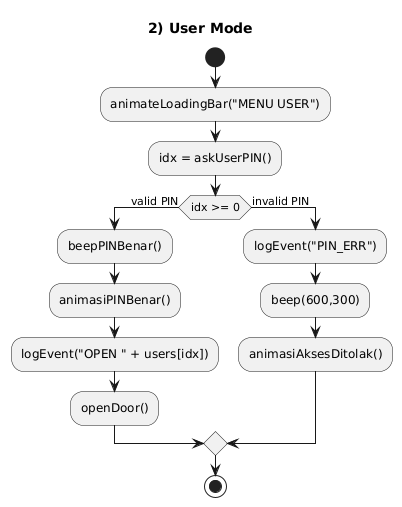 2) User Mode
animateLoadingBar("MENU USER")
idx = askUserPIN()
idx >= 0
valid PIN
invalid PIN
beepPINBenar()
animasiPINBenar()
logEvent("OPEN " + users[idx])
openDoor()
logEvent("PIN_ERR")
beep(600,300)
animasiAksesDitolak()